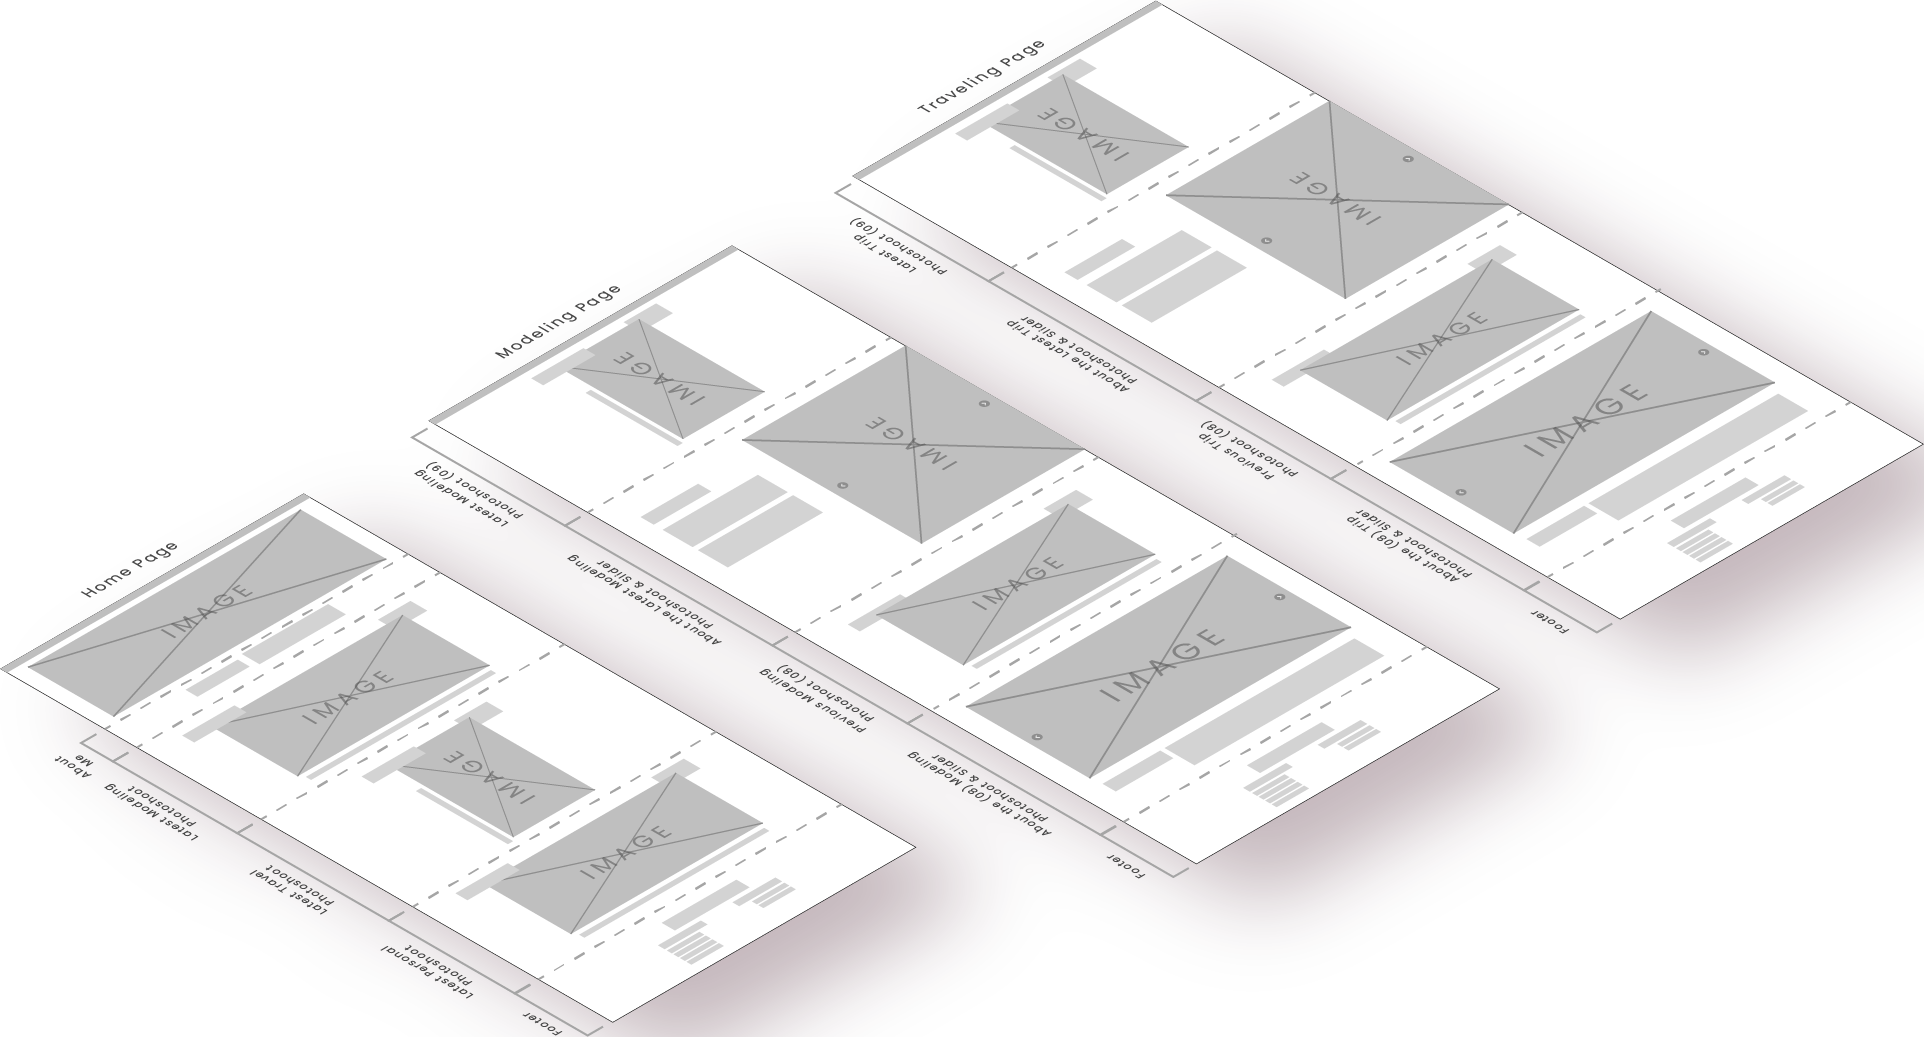 Home Page
IMAGE
IMAGE
IMAGE
IMAGE
About
Me
Latest Modeling
Photoshoot
Latest Travel
Photoshoot
Latest Personal
Photoshoot
Footer
Modeling Page
IMAGE
IMAGE
IMAGE
IMAGE
Latest Modeling
Photoshoot (09)
About the Latest Modeling
Photoshoot & Slider
Previous Modeling
Photoshoot (08)
About the (08) Modeling
Photoshoot & Slider
Footer
Traveling Page
IMAGE
IMAGE
IMAGE
IMAGE
Latest Trip
Photoshoot (09)
About the Latest Trip
Photoshoot & Slider
Previous Trip
Photoshoot (08)
About the (08) Trip
Photoshoot & Slider
Footer